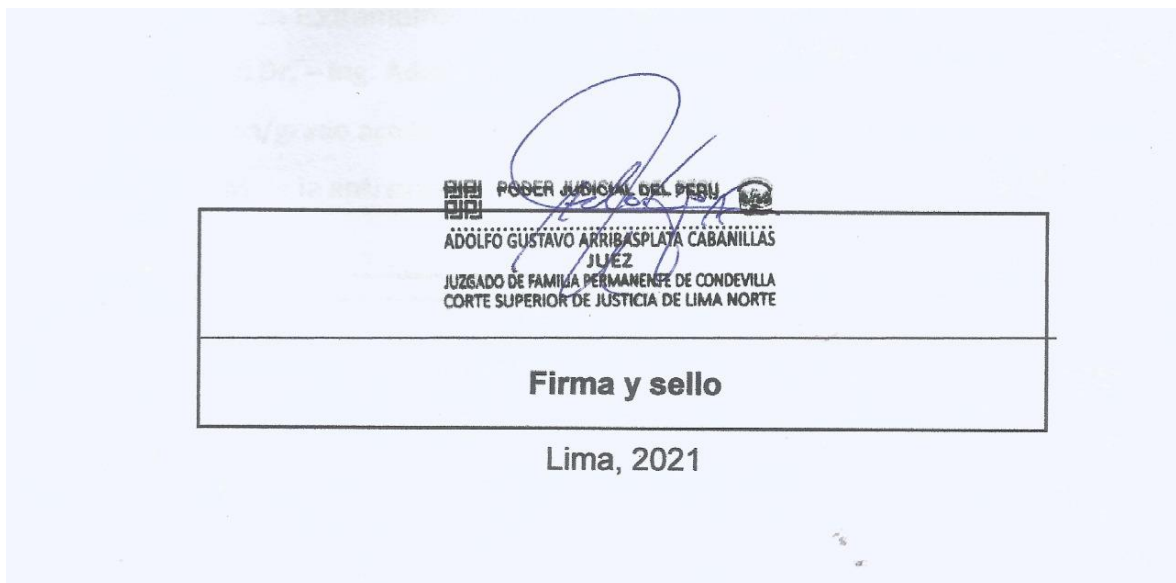 PODER JUDICIAL DEL PERU
ADOLFO GUSTAVO ARRIBASPLATA CABANILLAS
JUEZ
JUZGADO DE FAMILIA PERMANENTE DE CONDEVILLA
CORTE SUPERIOR DE JUSTICIA DE LIMA NORTE
Firma y sello
Lima, 2021